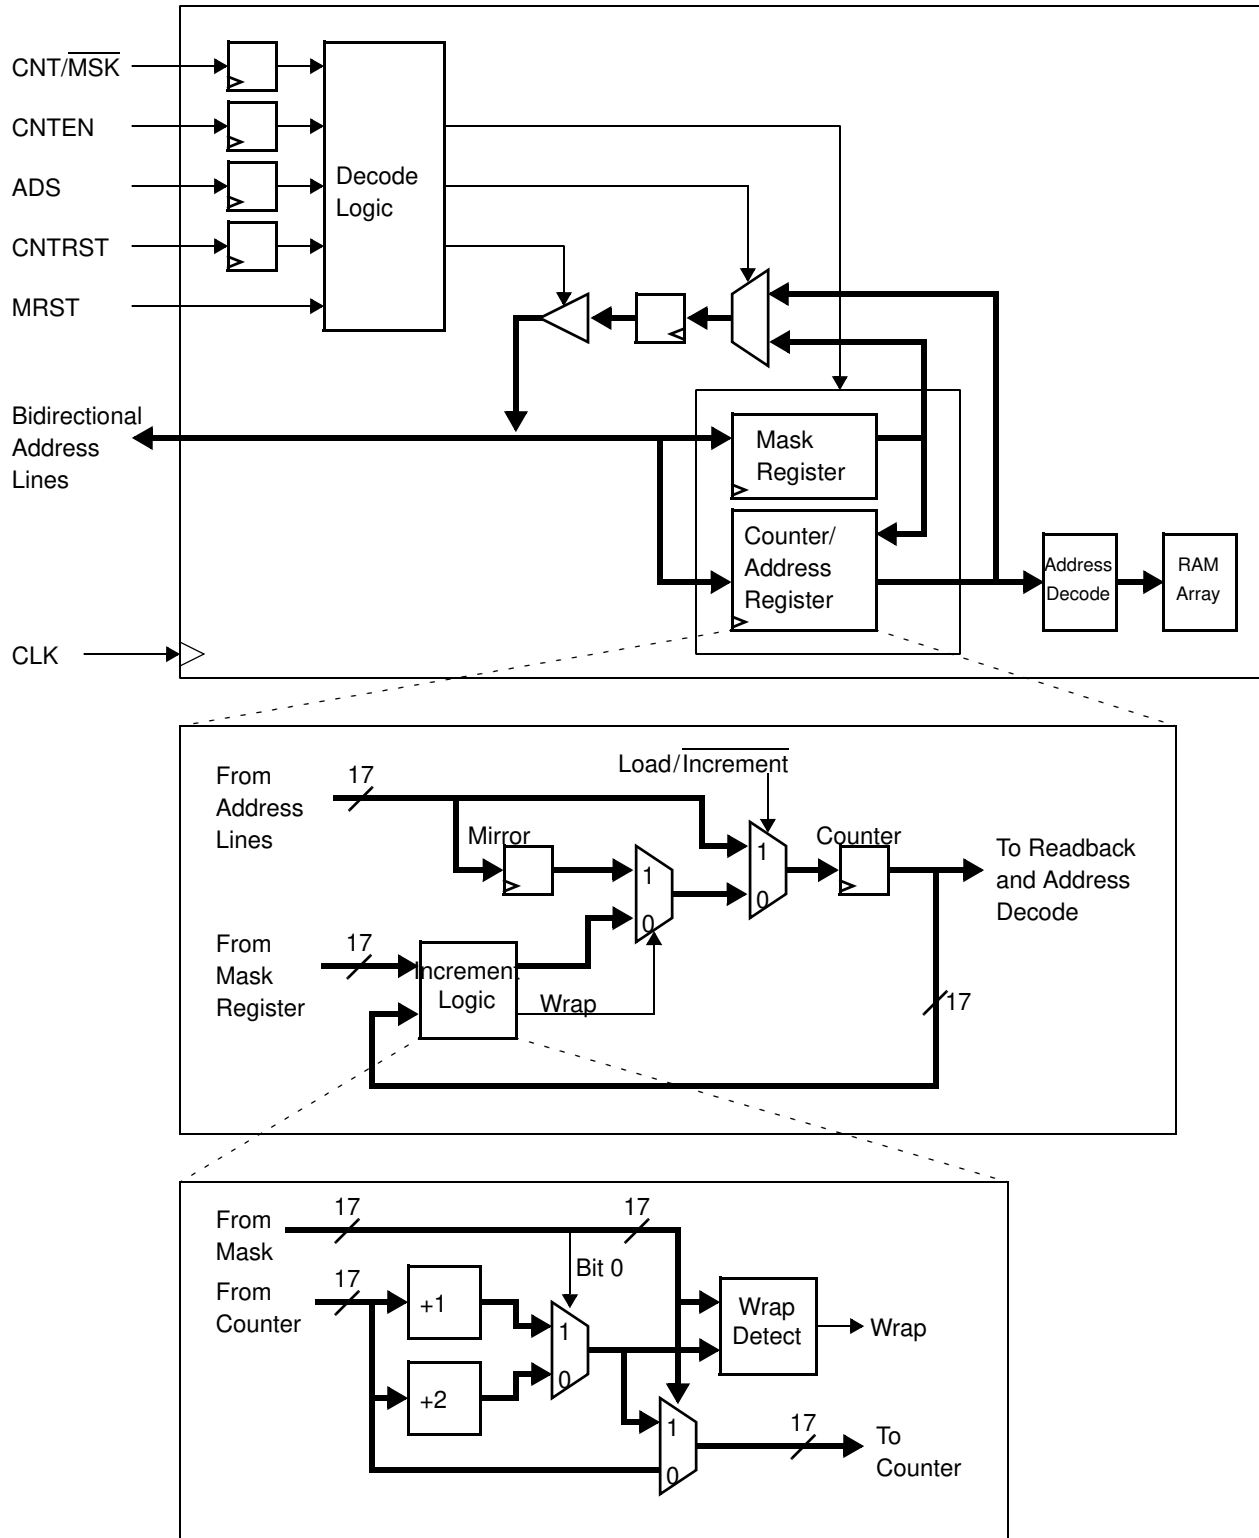 CNT/MSK
CNTEN
ADS
CNTRST
MRST
Decode
Logic
Bidirectional
Address
Lines
Mask
Register
Counter/
Address
Register
Address
Decode
RAM
Array
CLK
From
Address
Lines
17
Load/Increment
Mirror
1
0
1
0
Counter
To Readback
and Address
Decode
From
Mask
Register
17
Increment
Logic
Wrap
17
From
Mask
17
17
Bit 0
From
Counter
17
+1
+2
1
0
Wrap
Detect
Wrap
1
0
17
To
Counter